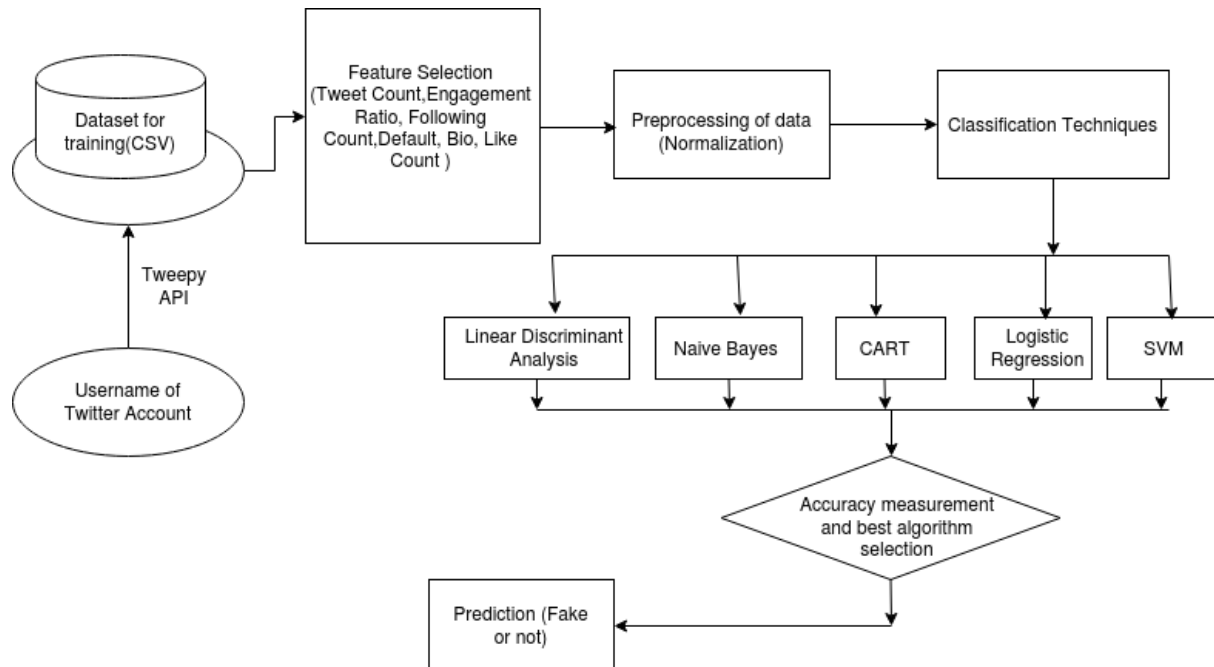 Dataset for
training(CSV)
Feature Selection
(Tweet Count,Engagement
Ratio, Following
Count,Default, Bio, Like
Count )
Preprocessing of data
(Normalization)
Classification Techniques
Tweepy
API
Username of
Twitter Account
Linear Discriminant
Analysis
Naive Bayes
CART
Logistic
Regression
SVM
Accuracy measurement
and best algorithm
selection
Prediction (Fake
or not)